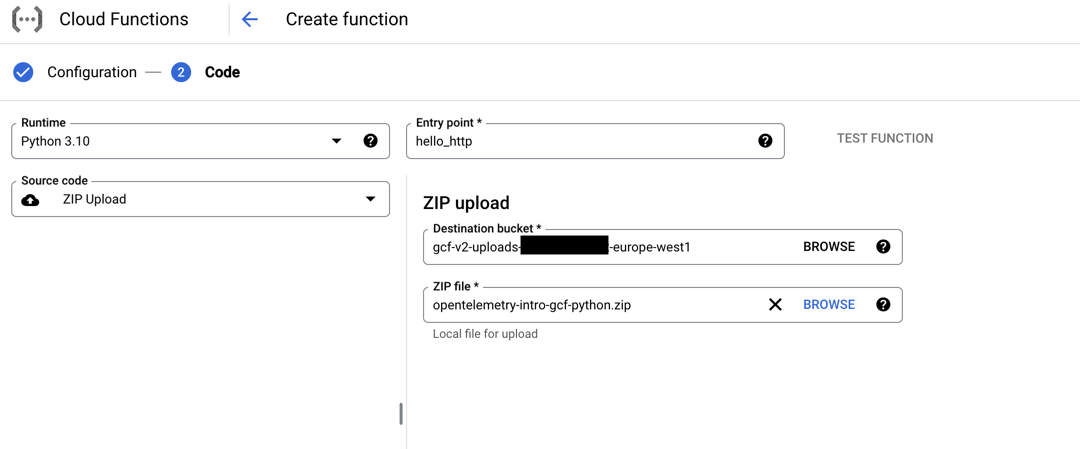 Cloud Functions
Create function
Configuration — 2 Code
Runtime
Python 3.10
Entry point *
hello_http
TEST FUNCTION
Source code
ZIP Upload
ZIP upload
Destination bucket *
gcf-v2-uploads- -europe-west1 BROWSE
ZIP file *
opentelemetry-intro-gcf-python.zip BROWSE
Local file for upload